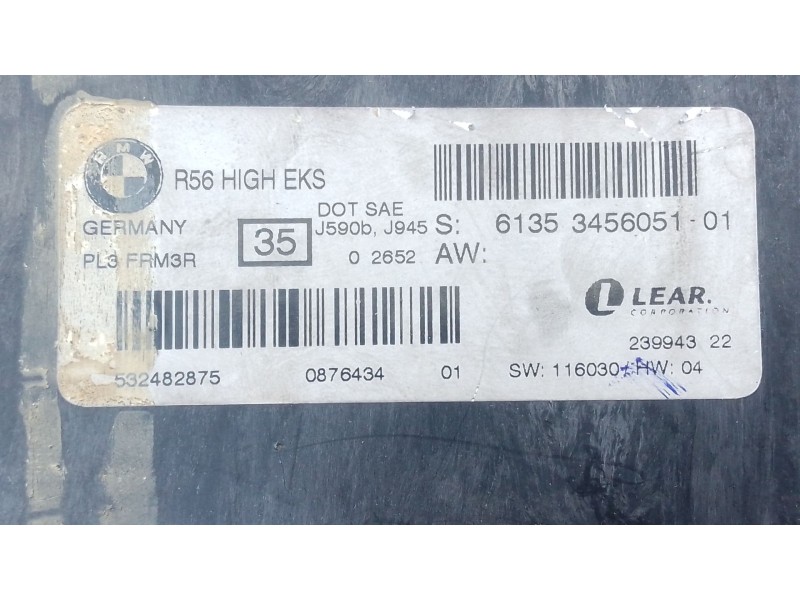 BMW
R56 HIGH EKS
GERMANY
35
DOT SAE
J590b, J945
S: 6135 3456051-01
PL3 FRM3R
0 2652
AW:
LEAR.
CORPORATION
239943 22
532482875
0876434 01
SW: 116030 HW: 04